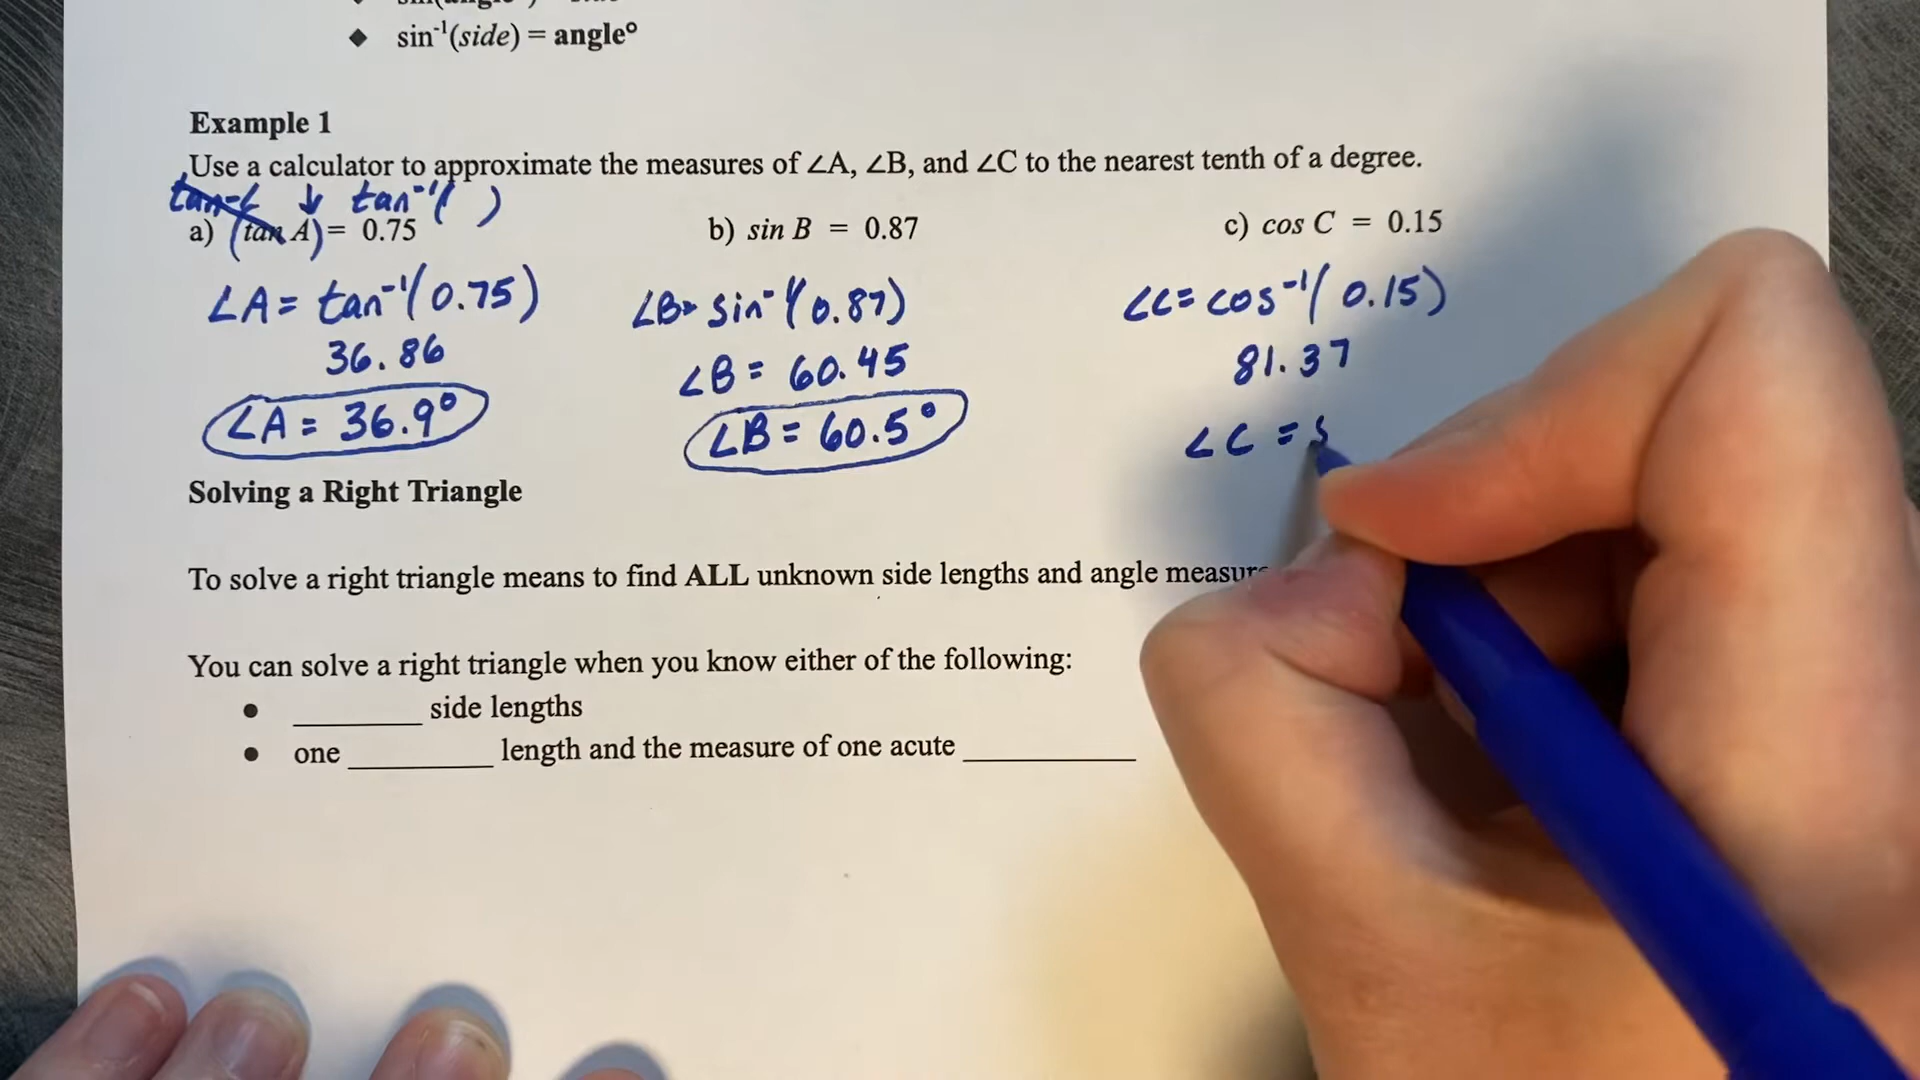 ◆ sin⁻¹(side) = angle°
Example 1
Use a calculator to approximate the measures of ∠A, ∠B, and ∠C to the nearest tenth of a degree.
↓ tan⁻¹( )
a) (tan A) = 0.75
b) sin B = 0.87
c) cos C = 0.15
∠A = tan⁻¹(0.75)
36.86
∠A = 36.9°
∠B = sin⁻¹(0.87)
∠B = 60.45
∠B = 60.5°
∠C = cos⁻¹(0.15)
81.37
∠C =
Solving a Right Triangle
To solve a right triangle means to find ALL unknown side lengths and angle
You can solve a right triangle when you know either of the following:
● ________ side lengths
● one _________ length and the measure of one acute ___________